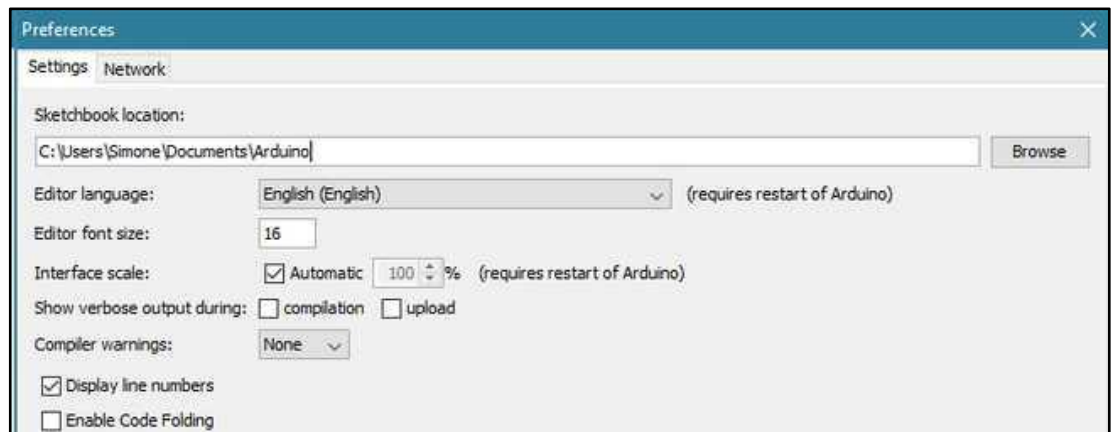 Preferences
Settings Network
Sketchbook location:
C:\Users\Simone\Documents\Arduino Browse
Editor language: English (English) (requires restart of Arduino)
Editor font size: 16
Interface scale: Automatic 100 % (requires restart of Arduino)
Show verbose output during: compilation upload
Compiler warnings: None
Display line numbers
Enable Code Folding